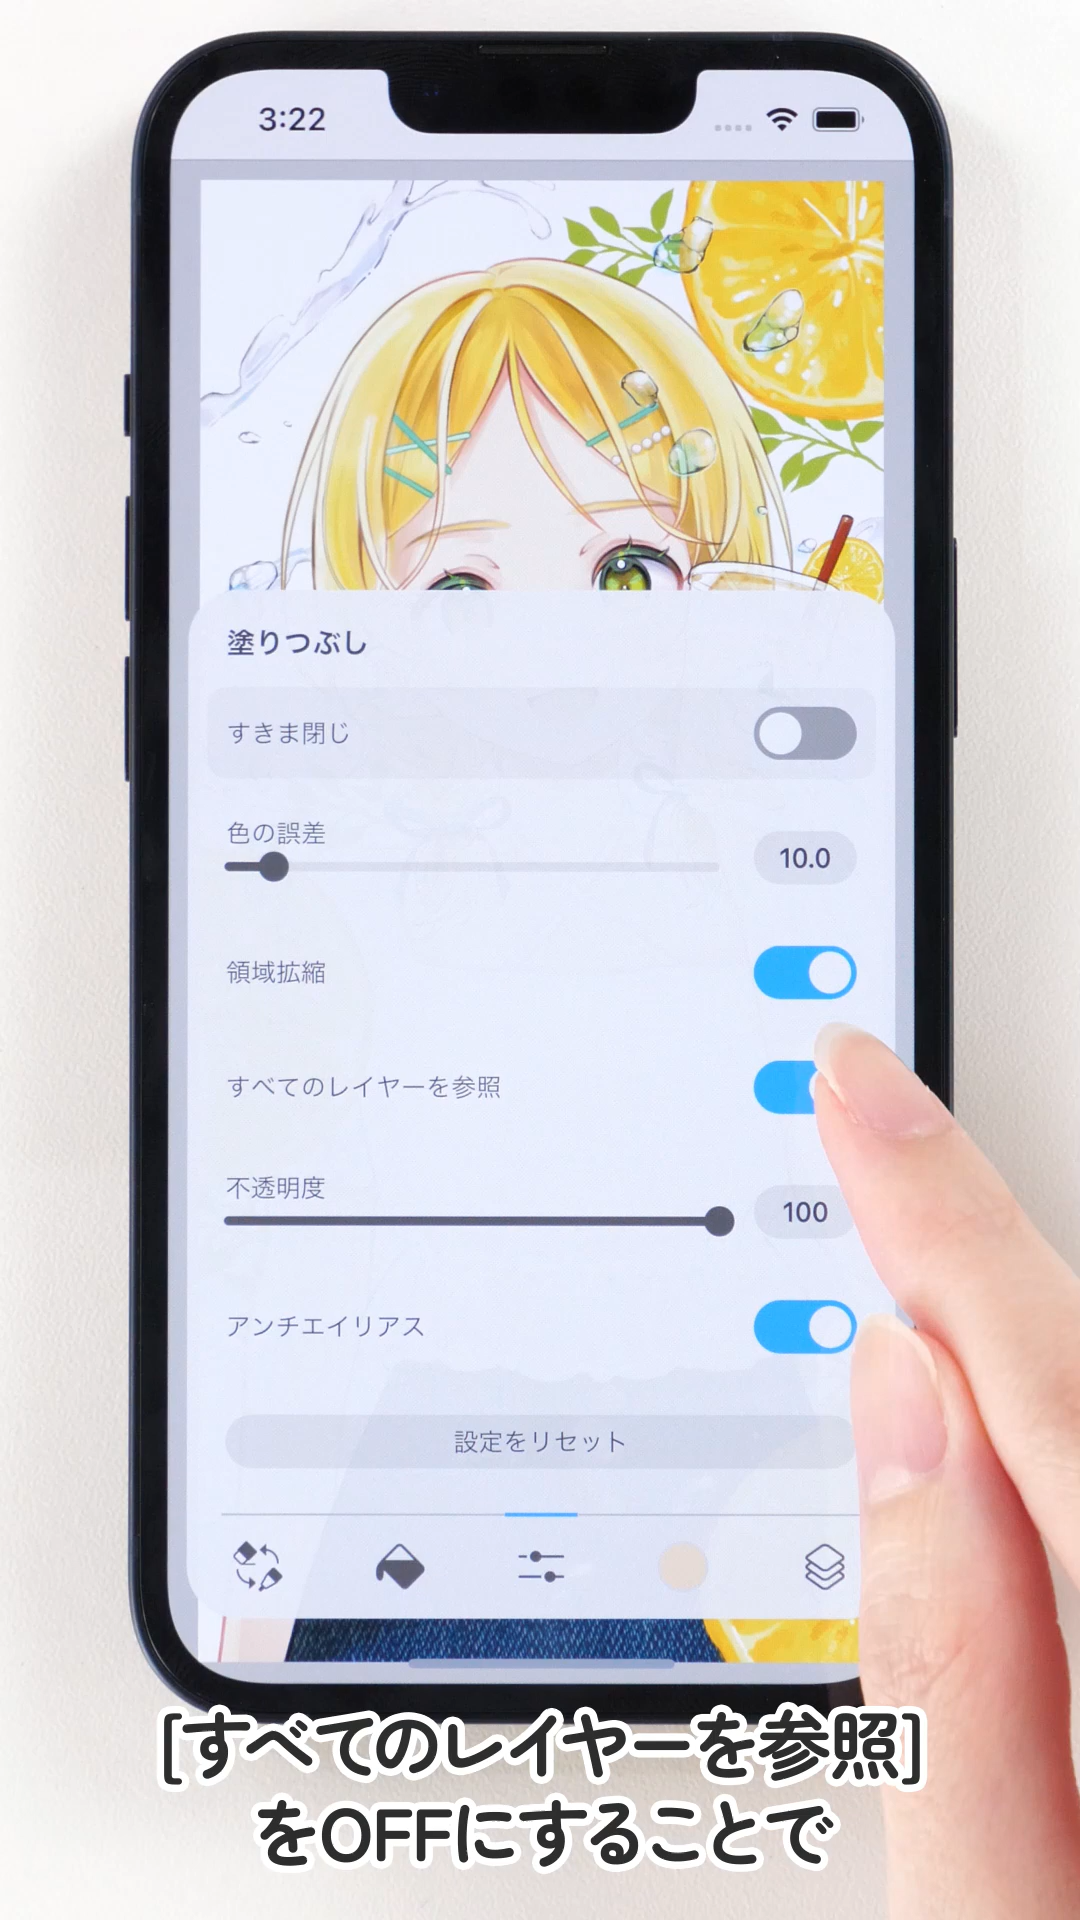 3:22
塗りつぶし
すきま閉じ
色の誤差
10.0
領域拡縮
すべてのレイヤーを参照
不透明度
100
アンチエイリアス
設定をリセット
[すべてのレイヤーを参照]
をOFFにすることで